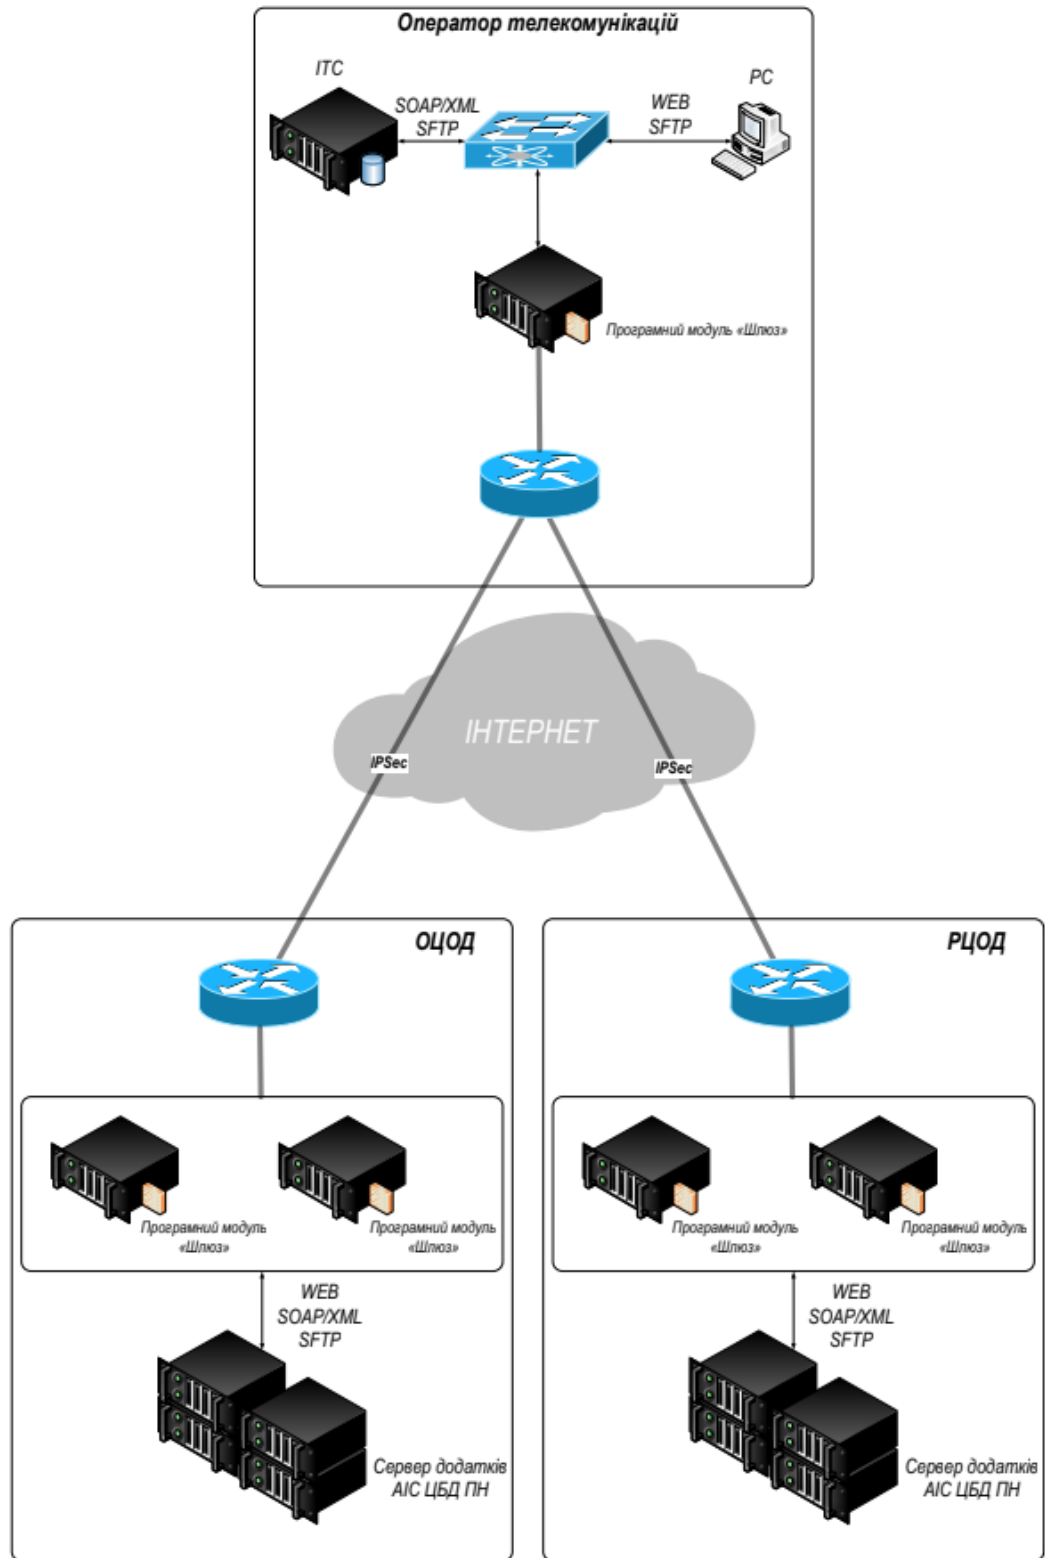 Оператор телекомунікацій
ІТС
SOAP/XML
SFTP
WEB
SFTP
PC
Програмний модуль «Шлюз»
ІНТЕРНЕТ
IPSec
IPSec
ОЦОД
Програмний модуль
«Шлюз»
Програмний модуль
«Шлюз»
WEB
SOAP/XML
SFTP
Сервер додатків
АІС ЦБД ПН
РЦОД
Програмний модуль
«Шлюз»
Програмний модуль
«Шлюз»
WEB
SOAP/XML
SFTP
Сервер додатків
АІС ЦБД ПН